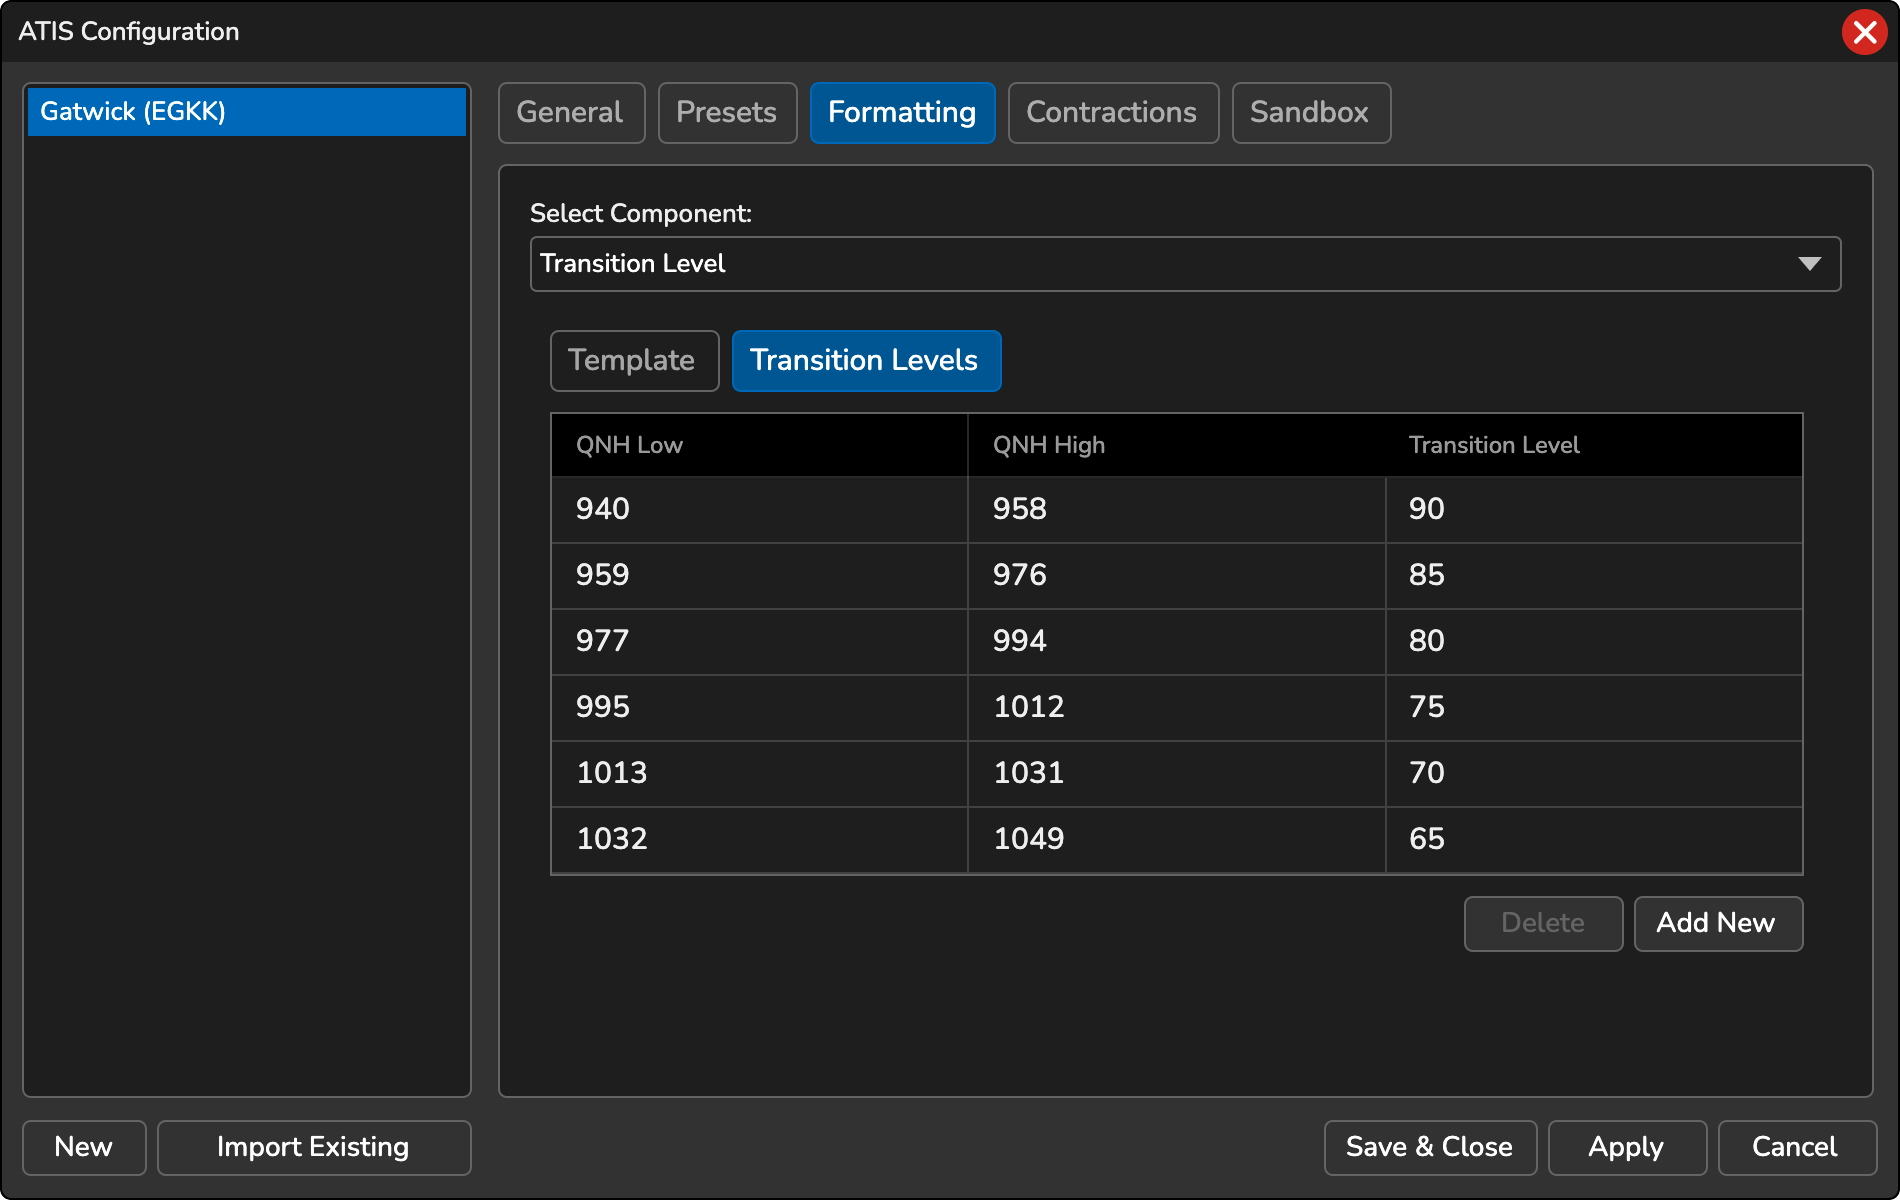 ATIS Configuration
Gatwick (EGKK)
General Presets Formatting Contractions Sandbox
Select Component:
Transition Level
Template Transition Levels
QNH Low QNH High Transition Level
940 958 90
959 976 85
977 994 80
995 1012 75
1013 1031 70
1032 1049 65
Delete Add New
New Import Existing Save & Close Apply Cancel